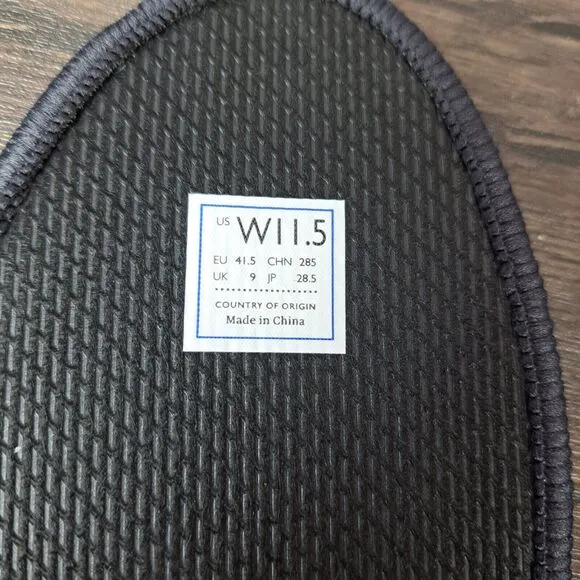 US W11.5
EU 41.5 CHN 285
UK 9 JP 28.5
COUNTRY OF ORIGIN
Made in China